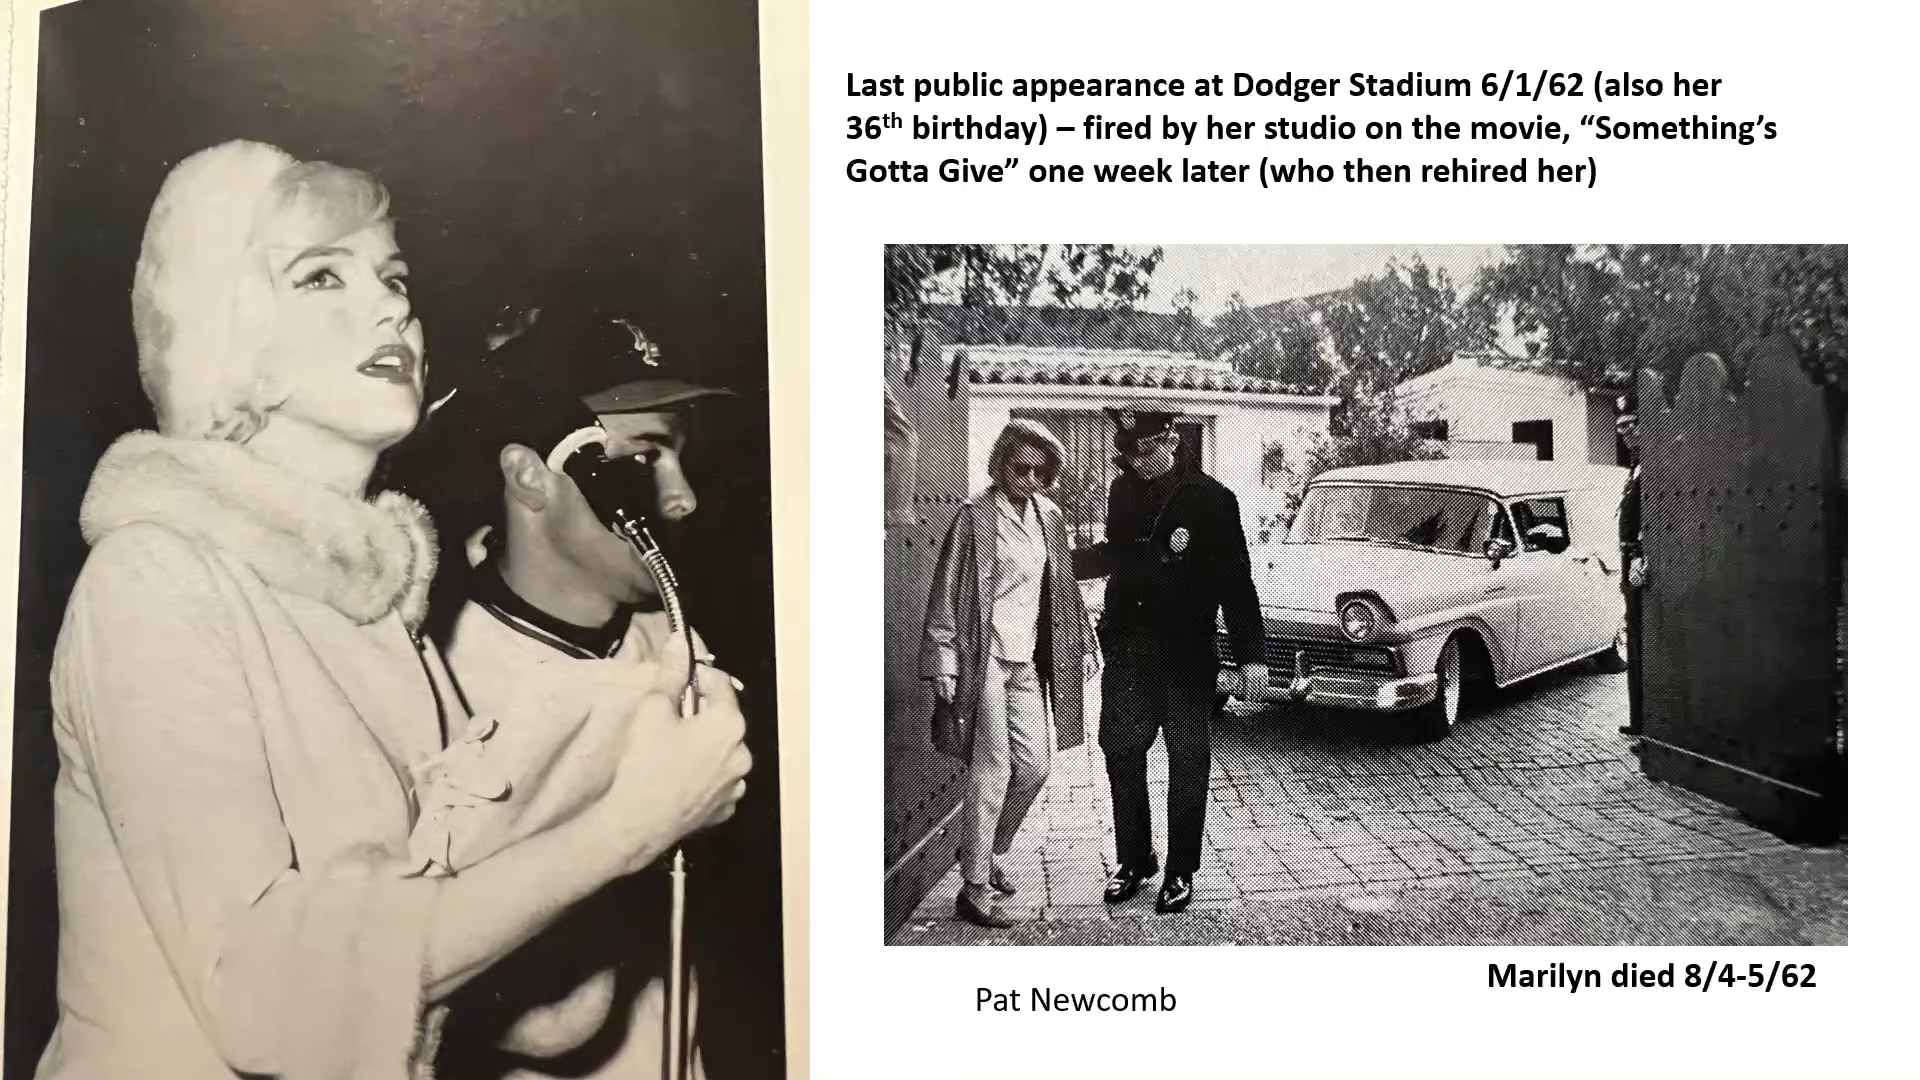 Last public appearance at Dodger Stadium 6/1/62 (also her
36th birthday) – fired by her studio on the movie, “Something’s
Gotta Give” one week later (who then rehired her)
Marilyn died 8/4-5/62
Pat Newcomb